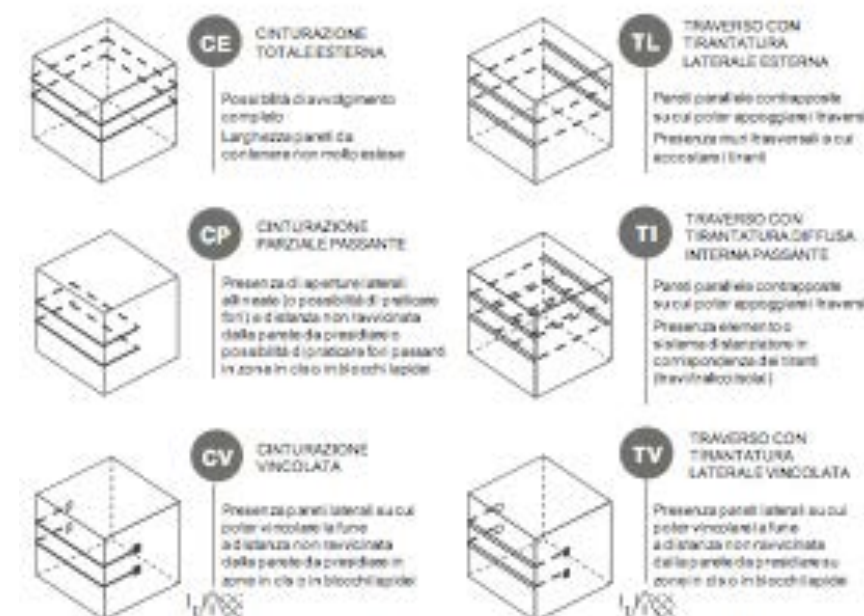 CE
CINTURAZIONE
TOTALE ESTERNA
Possibilità di avvolgimento
completo
Larghezza pareti da
contenere non molto estese
TL
TRAVERSO CON
TIRANTATURA
LATERALE ESTERNA
Pareti parallele contrapposte
su cui poter appoggiare i traversi
Presenza muri trasversali a cui
accostare i tiranti
CP
CINTURAZIONE
PARZIALE PASSANTE
Presenza di aperture laterali
allineate (o possibilità di praticare
fori) a distanza non ravvicinata
dalla parete da presidiare o
possibilità di praticare fori passanti
in zone in cls o in blocchi lapidei
TI
TRAVERSO CON
TIRANTATURA DIFFUSA
INTERNA PASSANTE
Pareti parallele contrapposte
su cui poter appoggiare i traversi
Presenza elemento o
sistema distanziatore in
corrispondenza dei tiranti
CV
CINTURAZIONE
VINCOLATA
Presenza pareti laterali su cui
poter vincolare la fune
a distanza non ravvicinata
dalla parete da presidiare in
zone in cls o in blocchi lapidei
TV
TRAVERSO CON
TIRANTATURA
LATERALE VINCOLATA
Presenza pareti laterali su cui
poter vincolare la fune
a distanza non ravvicinata
dalla parete da presidiare su
zone in cls o in blocchi lapidei